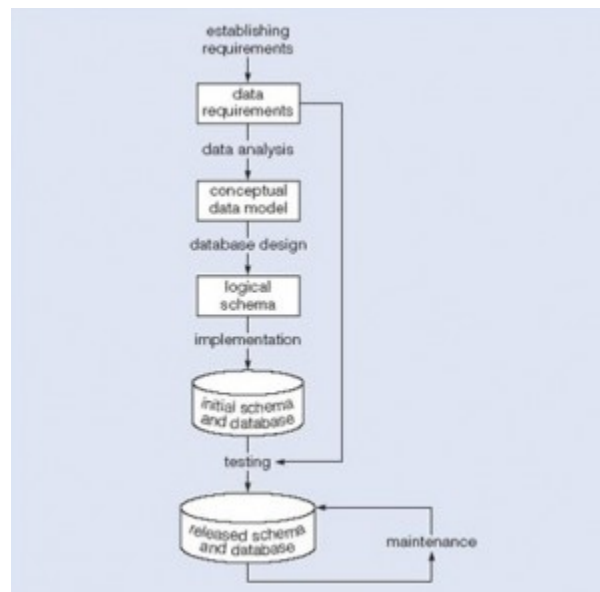 establishing
requirements
data
requirements
data analysis
conceptual
data model
database design
logical
schema
implementation
initial schema
and database
testing
released schema
and database
maintenance